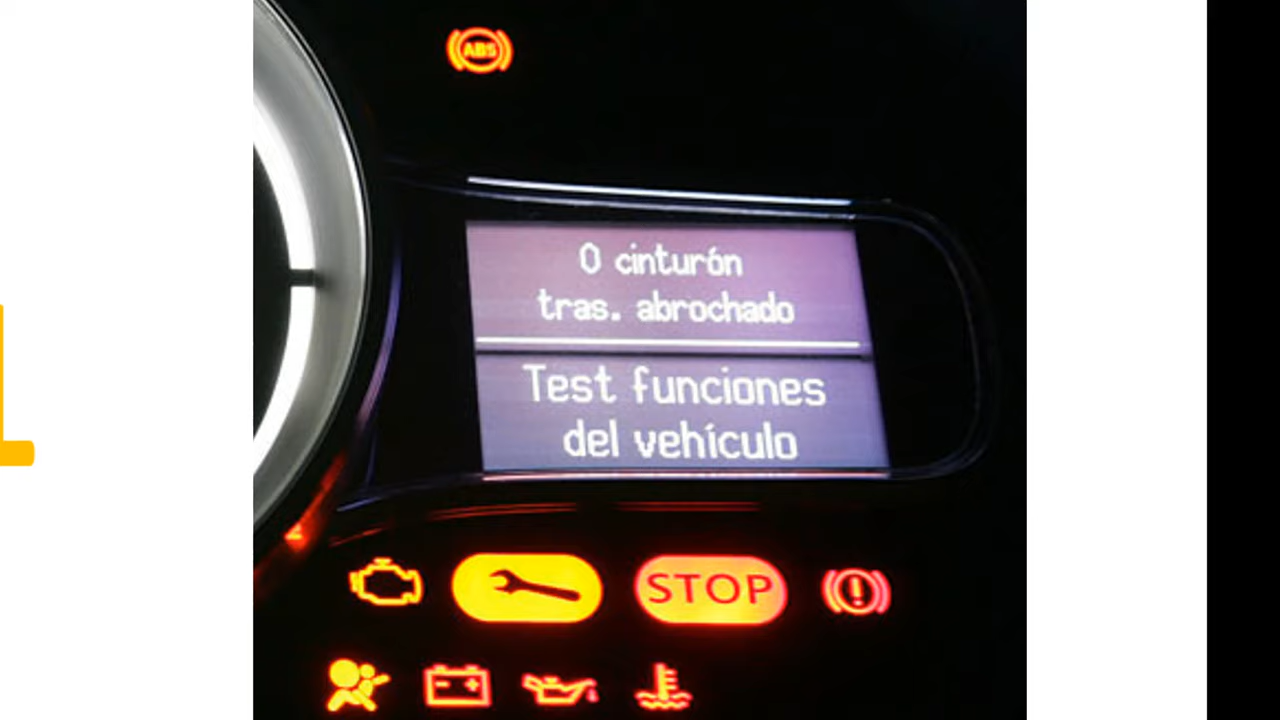 ABS
0 cinturón
tras. abrochado
Test funciones
del vehículo
STOP